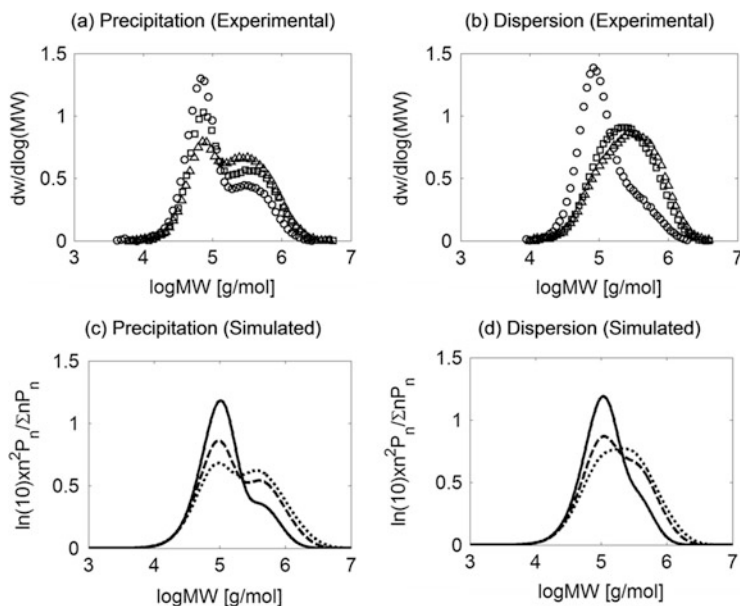 (a) Precipitation (Experimental)
1.5
1
0.5
0
dw/dlog(MW)
3 4 5 6 7
logMW [g/mol]
(b) Dispersion (Experimental)
1.5
1
0.5
0
dw/dlog(MW)
3 4 5 6 7
logMW [g/mol]
(c) Precipitation (Simulated)
1.5
1
0.5
0
ln(10)xn²Pₙ/ΣnPₙ
3 4 5 6 7
logMW [g/mol]
(d) Dispersion (Simulated)
1.5
1
0.5
0
ln(10)xn²Pₙ/ΣnPₙ
3 4 5 6 7
logMW [g/mol]